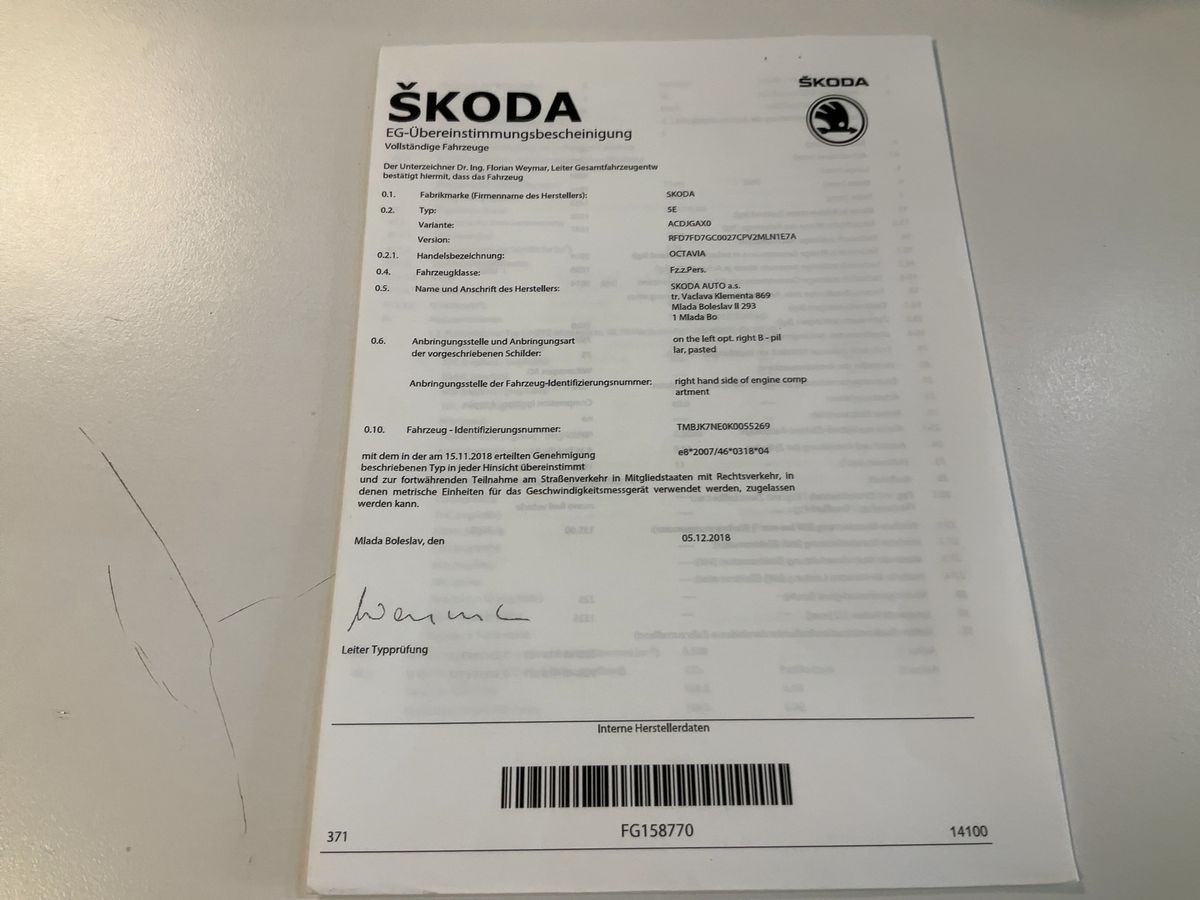 ŠKODA
ŠKODA
EG-Übereinstimmungsbescheinigung
Vollständige Fahrzeuge
Der Unterzeichner Dr. Ing. Florian Weymar, Leiter Gesamtfahrzeugentw
bestätigt hiermit, dass das Fahrzeug
0.1. Fabrikmarke (Firmenname des Herstellers): SKODA
0.2. Typ: 5E
Variante: ACDJGAX0
Version: RFD7FD7GC0027CPV2MLN1E7A
0.2.1. Handelsbezeichnung: OCTAVIA
0.4. Fahrzeugklasse: Fz.z.Pers.
0.5. Name und Anschrift des Herstellers: SKODA AUTO a.s.
tr. Vaclava Klementa 869
Mlada Boleslav II 293
1 Mlada Bo
0.6. Anbringungsstelle und Anbringungsart on the left opt. right B - pil
der vorgeschriebenen Schilder: lar, pasted
Anbringungsstelle der Fahrzeug-Identifizierungsnummer: right hand side of engine comp
artment
0.10. Fahrzeug - Identifizierungsnummer: TMBJK7NE0K0055269
mit dem in der am 15.11.2018 erteilten Genehmigung e8*2007/46*0318*04
beschriebenen Typ in jeder Hinsicht übereinstimmt
und zur fortwährenden Teilnahme am Straßenverkehr in Mitgliedstaaten mit Rechtsverkehr, in
denen metrische Einheiten für das Geschwindigkeitsmessgerät verwendet werden, zugelassen
werden kann.
Mlada Boleslav, den 05.12.2018
Leiter Typprüfung
Interne Herstellerdaten
371 FG158770 14100